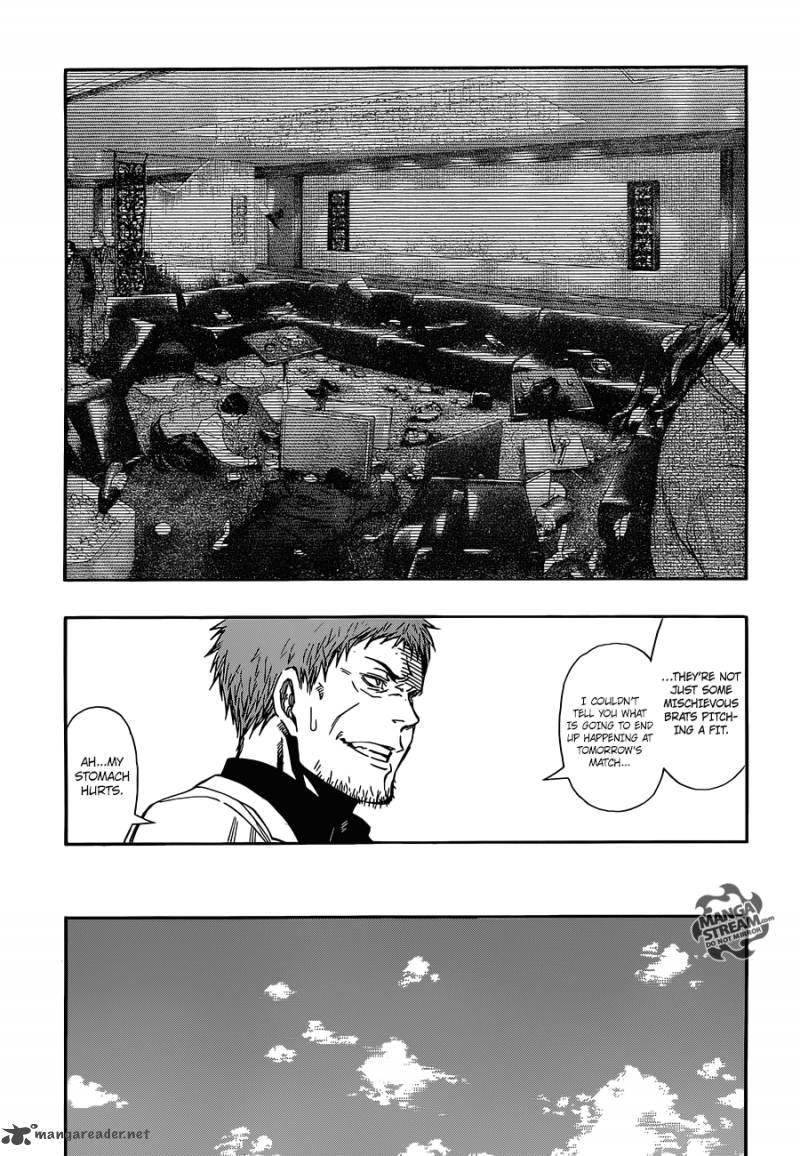 ...THEY'RE NOT
JUST SOME
MISCHIEVOUS
BRATS PITCH-
ING A FIT.
I COULDN'T
TELL YOU WHAT
IS GOING TO END
UP HAPPENING AT
TOMORROW'S
MATCH...
AH...MY
STOMACH
HURTS.
MANGA
STREAM.com
DO NOT MIRROR
mangareader.net